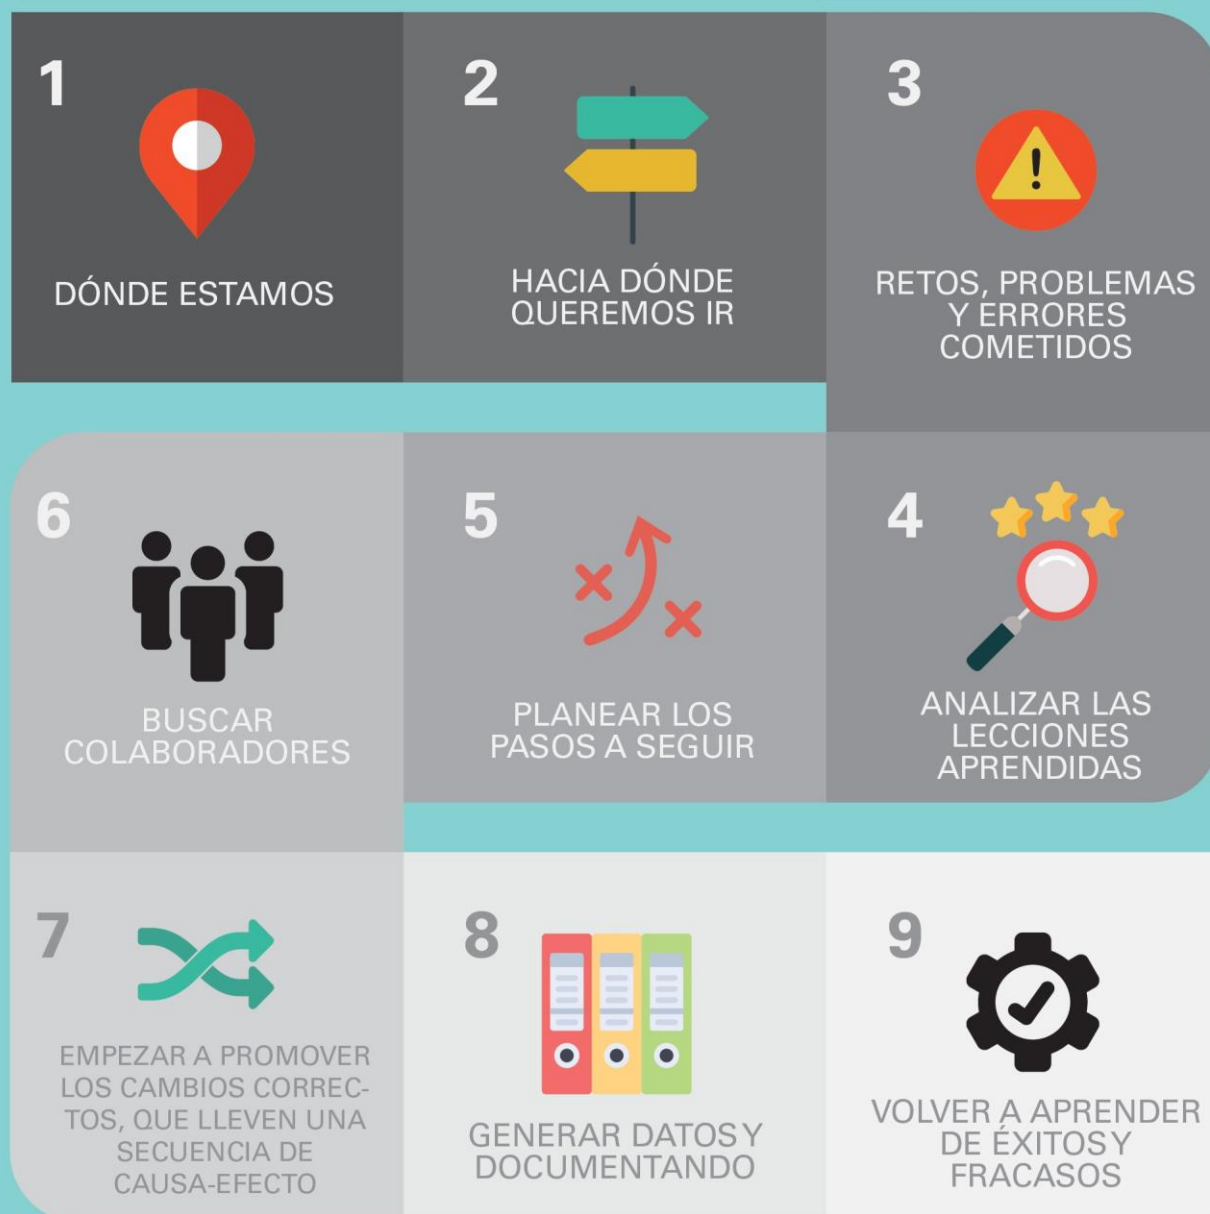 1
DÓNDE ESTAMOS
2
HACIA DÓNDE
QUEREMOS IR
3
RETOS, PROBLEMAS
Y ERRORES
COMETIDOS
4
ANALIZAR LAS
LECCIONES
APRENDIDAS
5
PLANEAR LOS
PASOS A SEGUIR
6
BUSCAR
COLABORADORES
7
EMPEZAR A PROMOVER
LOS CAMBIOS CORREC-
TOS, QUE LLEVEN UNA
SECUENCIA DE
CAUSA-EFECTO
8
GENERAR DATOS Y
DOCUMENTANDO
9
VOLVER A APRENDER
DE ÉXITOS Y
FRACASOS